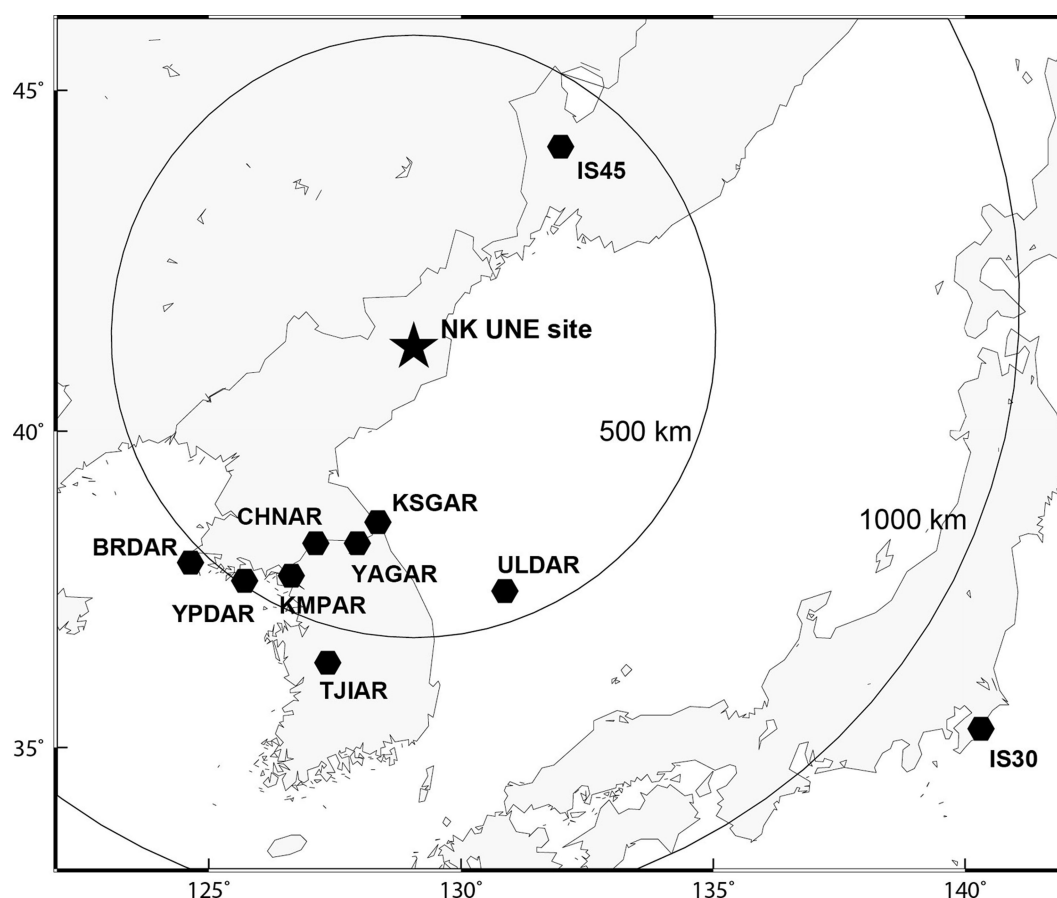 45°
IS45
NK UNE site
40°
500 km
KSGAR
CHNAR
1000 km
BRDAR
YAGAR
ULDAR
YPDAR
KMPAR
TJIAR
35°
IS30
125°
130°
135°
140°